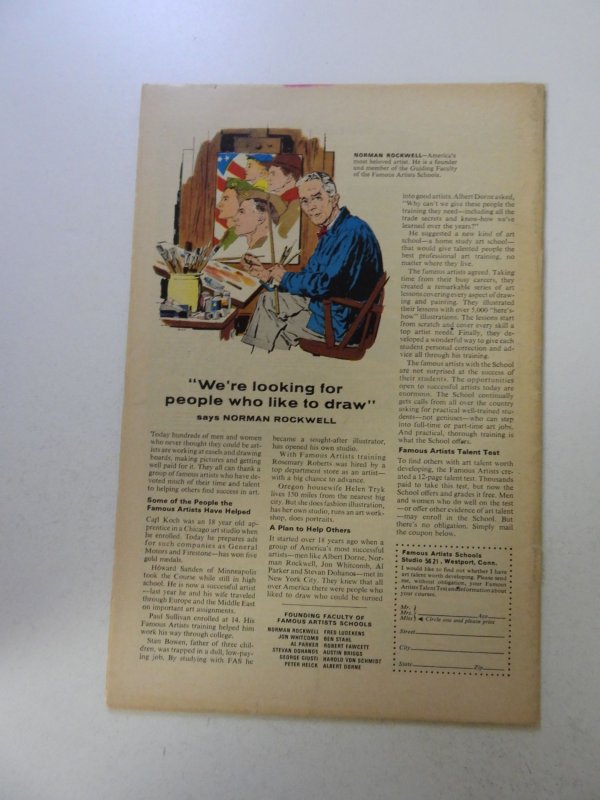 NORMAN ROCKWELL—America's
most beloved artist. He is a founder
and member of the Guiding Faculty
of the Famous Artists Schools.
"We're looking for
people who like to draw"
says NORMAN ROCKWELL
Today hundreds of men and women
who never thought they could be art-
ists are working at easels and drawing
boards, making pictures and getting
well paid for it. They all can thank a
group of famous artists who have de-
voted much of their time and talent
to helping others find success in art.
Some of the People the
Famous Artists Have Helped
Carl Koch was an 18 year old ap-
prentice in a Chicago art studio when
he enrolled. Today he prepares ads
for such companies as General
Motors and Firestone—has won five
gold medals.
Howard Sanden of Minneapolis
took the Course while still in high
school. He is now a successful artist
—last year he and his wife traveled
through Europe and the Middle East
on important art assignments.
Paul Sullivan enrolled at 14. His
Famous Artists training helped him
work his way through college.
Stan Bowen, father of three chil-
dren, was trapped in a dull, low-pay-
ing job. By studying with FAS he
became a sought-after illustrator,
has opened his own studio.
With Famous Artists training
Rosemary Roberts was hired by a
top department store as an artist—
with a big chance to advance.
Oregon housewife Helen Tryk
lives 150 miles from the nearest big
city. But she does fashion illustration,
has her own studio, runs an art work-
shop, does portraits.
A Plan to Help Others
It started over 18 years ago when a
group of America's most successful
artists—men like Albert Dorne, Nor-
man Rockwell, Jon Whitcomb, Al
Parker and Stevan Dohanos—met in
New York City. They knew that all
over America there were people who
liked to draw who could be turned
into good artists. Albert Dorne asked,
"Why can't we give these people the
training they need—including all the
trade secrets and know-how we've
learned over the years?"
He suggested a new kind of art
school—a home study art school—
that would give talented people the
best professional art training, no
matter where they live.
The famous artists agreed. Taking
time from their busy careers, they
created a remarkable series of art
lessons covering every aspect of draw-
ing and painting. They illustrated
their lessons with over 5,000 "here's-
how" illustrations. The lessons start
from scratch and cover every skill a
top artist needs. Finally, they de-
veloped a wonderful way to give each
student personal correction and ad-
vice all through his training.
The famous artists with the School
are not surprised at the success of
their students. The opportunities
open to successful artists today are
enormous. The School continually
gets calls from all over the country
asking for practical well-trained stu-
dents—not geniuses—who can step
into full-time or part-time art jobs.
And practical, thorough training is
what the School offers.
Famous Artists Talent Test
To find others with art talent worth
developing, the Famous Artists cre-
ated a 12-page talent test. Thousands
paid to take this test, but now the
School offers and grades it free. Men
and women who do well on the test
—or offer other evidence of art talent
—may enroll in the School. But
there's no obligation. Simply mail
the coupon below.
FOUNDING FACULTY OF
FAMOUS ARTISTS SCHOOLS
NORMAN ROCKWELL FRED LUDEKENS
JON WHITCOMB BEN STAHL
AL PARKER ROBERT FAWCETT
STEVAN DOHANOS AUSTIN BRIGGS
GEORGE GIUSTI HAROLD VON SCHMIDT
PETER HELCK ALBERT DORNE
Famous Artists Schools
Studio 5621, Westport, Conn.
I would like to find out whether I have
art talent worth developing. Please send
me, without obligation, your Famous
Artists Talent Test and information about
your courses.
Mr.
Mrs. Age
Miss Circle one and please print
Street
City
State Zip